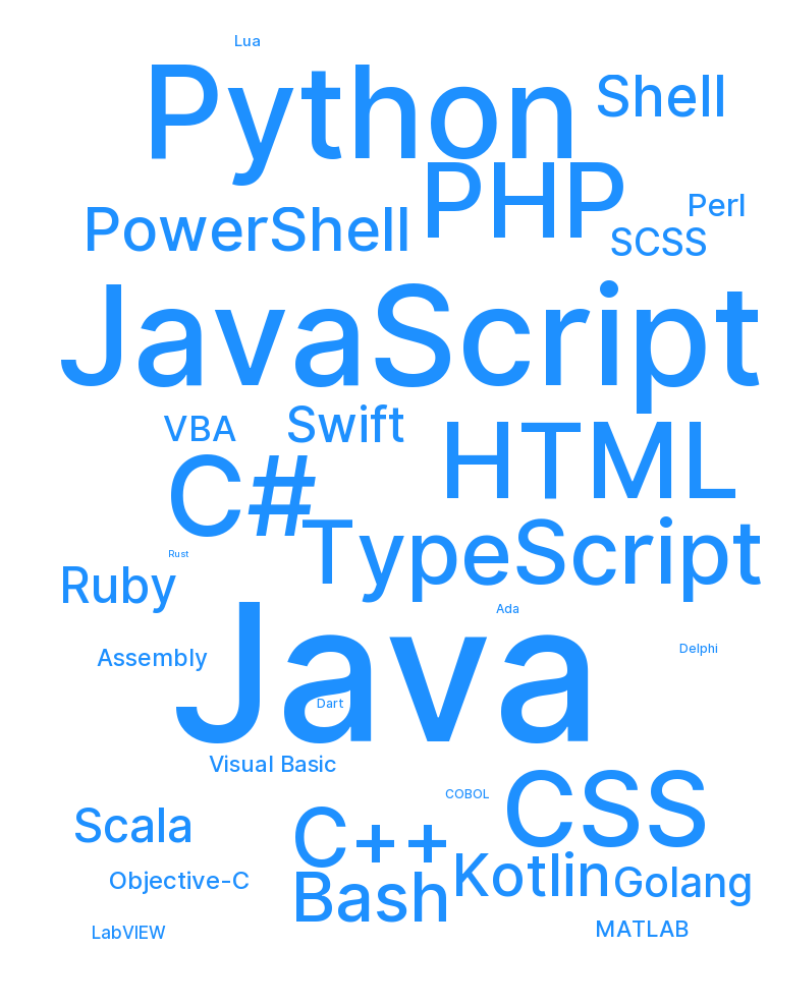 Lua
Python
Shell
PHP
Perl
PowerShell
SCSS
JavaScript
VBA
Swift
HTML
C#
TypeScript
Rust
Ruby
Java
Ada
Assembly
Delphi
Dart
Visual Basic
COBOL
CSS
Scala
C++
Kotlin
Golang
Objective-C
Bash
LabVIEW
MATLAB